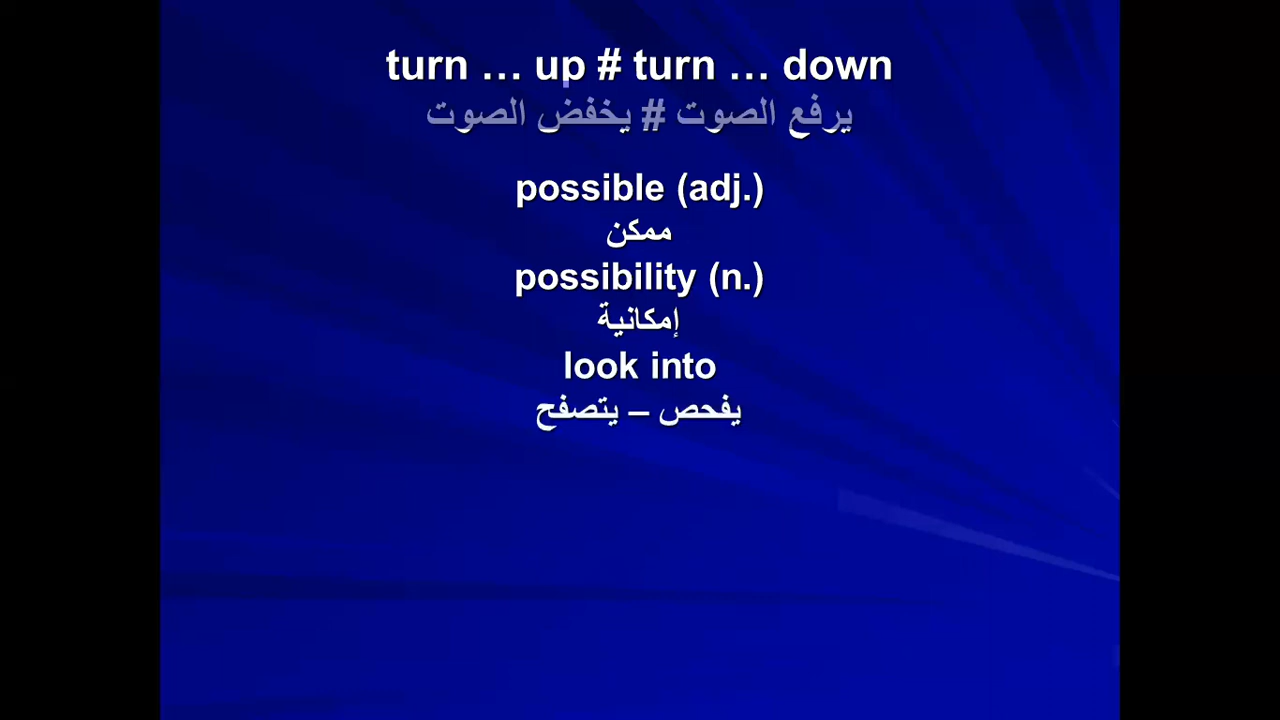 turn … up # turn … down
يرفع الصوت # يخفض الصوت
possible (adj.)
ممكن
possibility (n.)
إمكانية
look into
يفحص – يتصفح